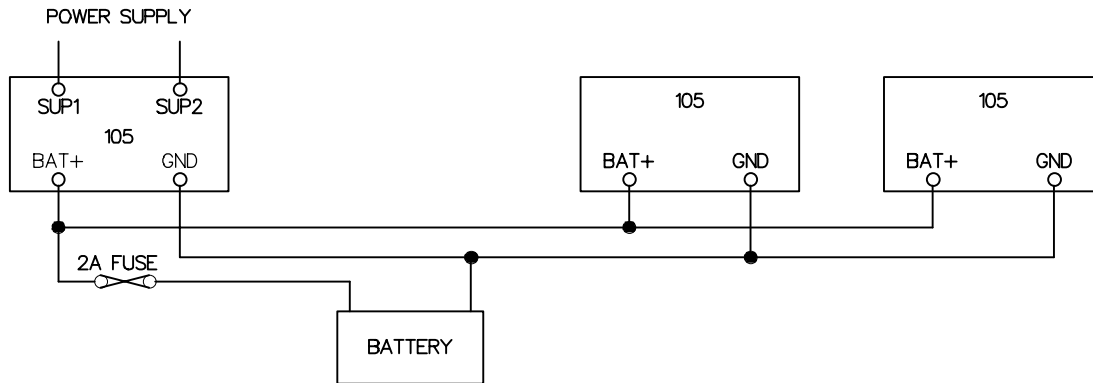 POWER SUPPLY
SUP1 SUP2
105
BAT+ GND
105
BAT+ GND
105
BAT+ GND
2A FUSE
BATTERY